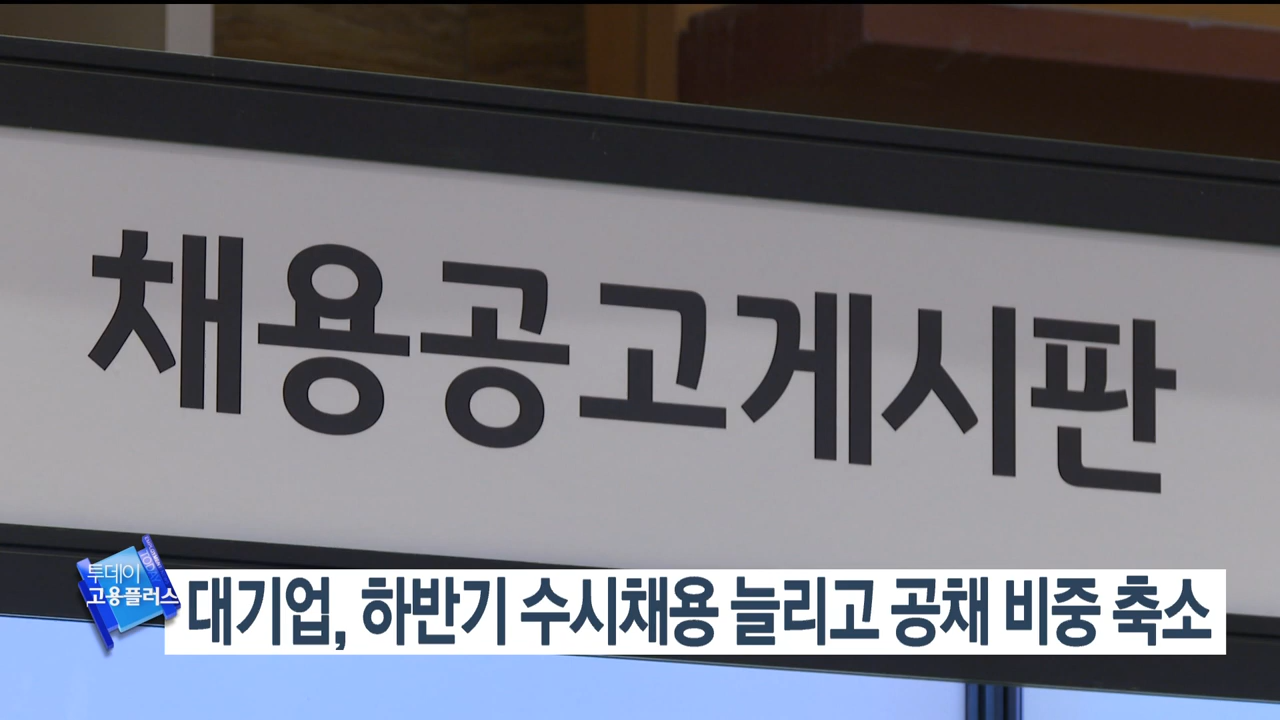 채용공고게시판
투데이
고용플러스
대기업, 하반기 수시채용 늘리고 공채 비중 축소